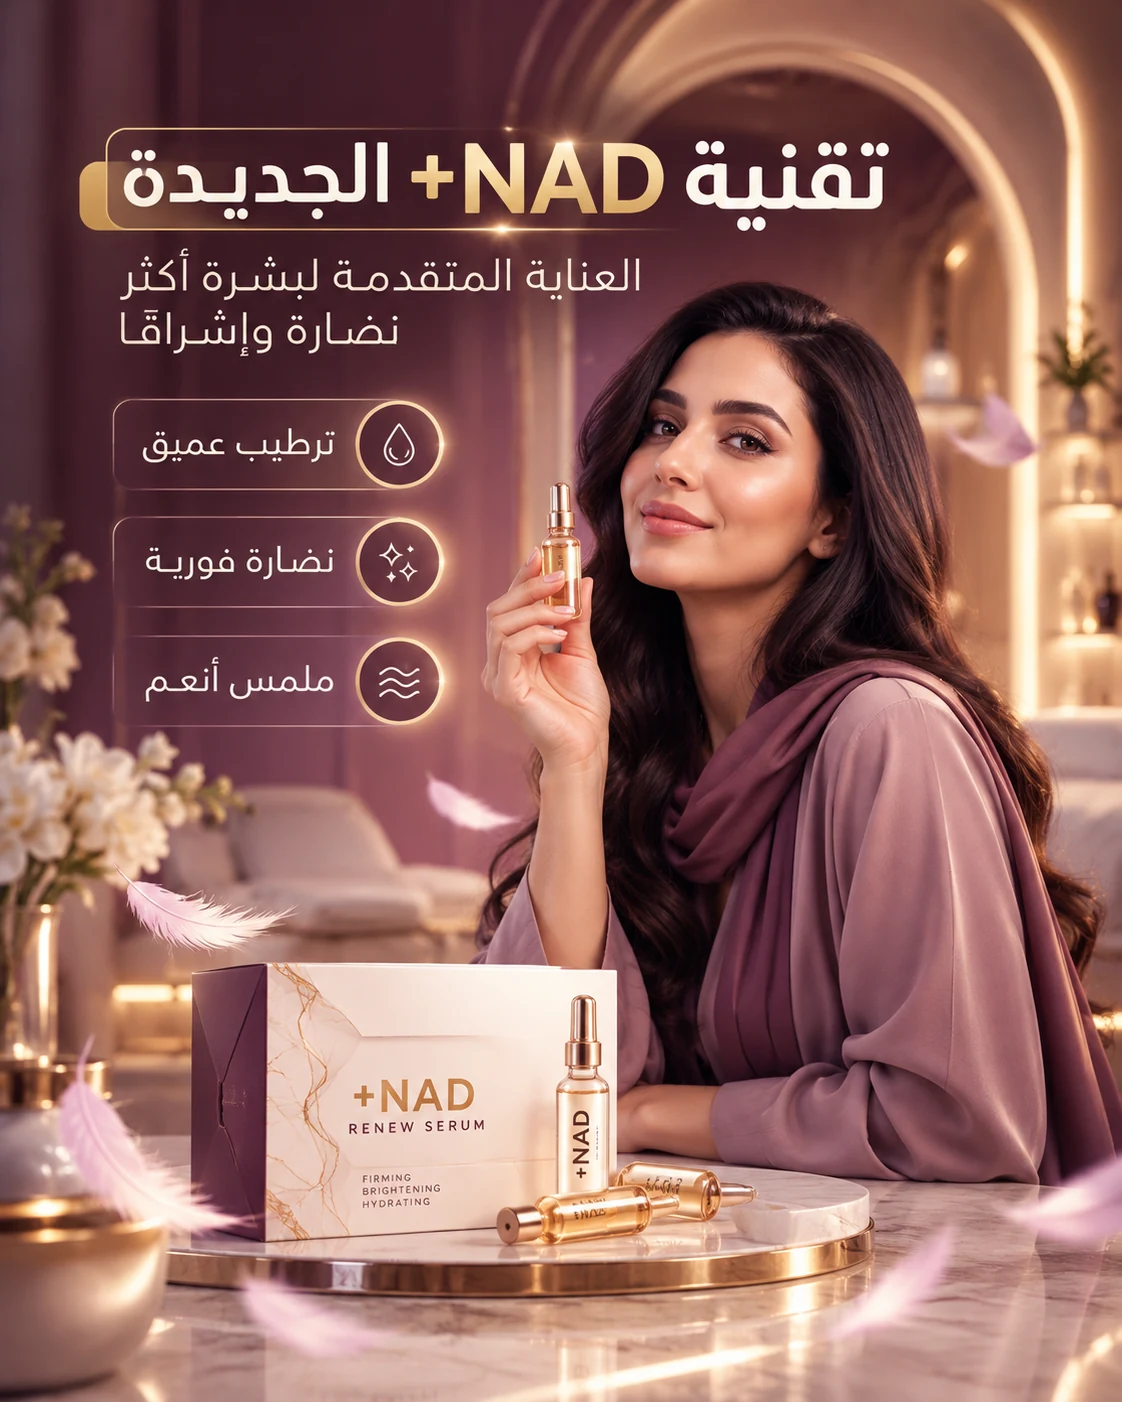 تقنية NAD+ الجديدة
العناية المتقدمة لبشرة أكثر
نضارة وإشراقًا
ترطيب عميق
نضارة فورية
ملمس أنعم
+NAD
RENEW SERUM
FIRMING
BRIGHTENING
HYDRATING
+NAD